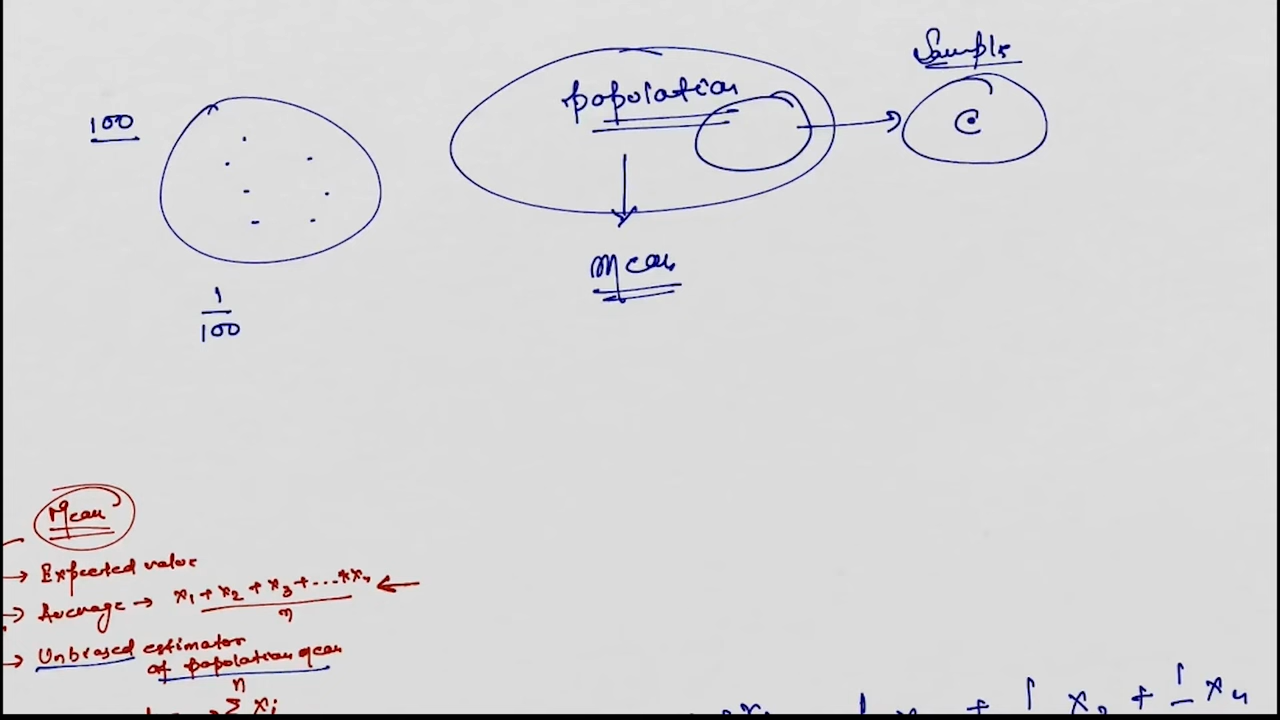 Sample
population
100
C
Mean
1
100
Mean
→ Expected value
→ Average → x₁ + x₂ + x₃ + ... + xₙ ←
n
→ Unbiased estimator
of population mean
n
Σ xᵢ